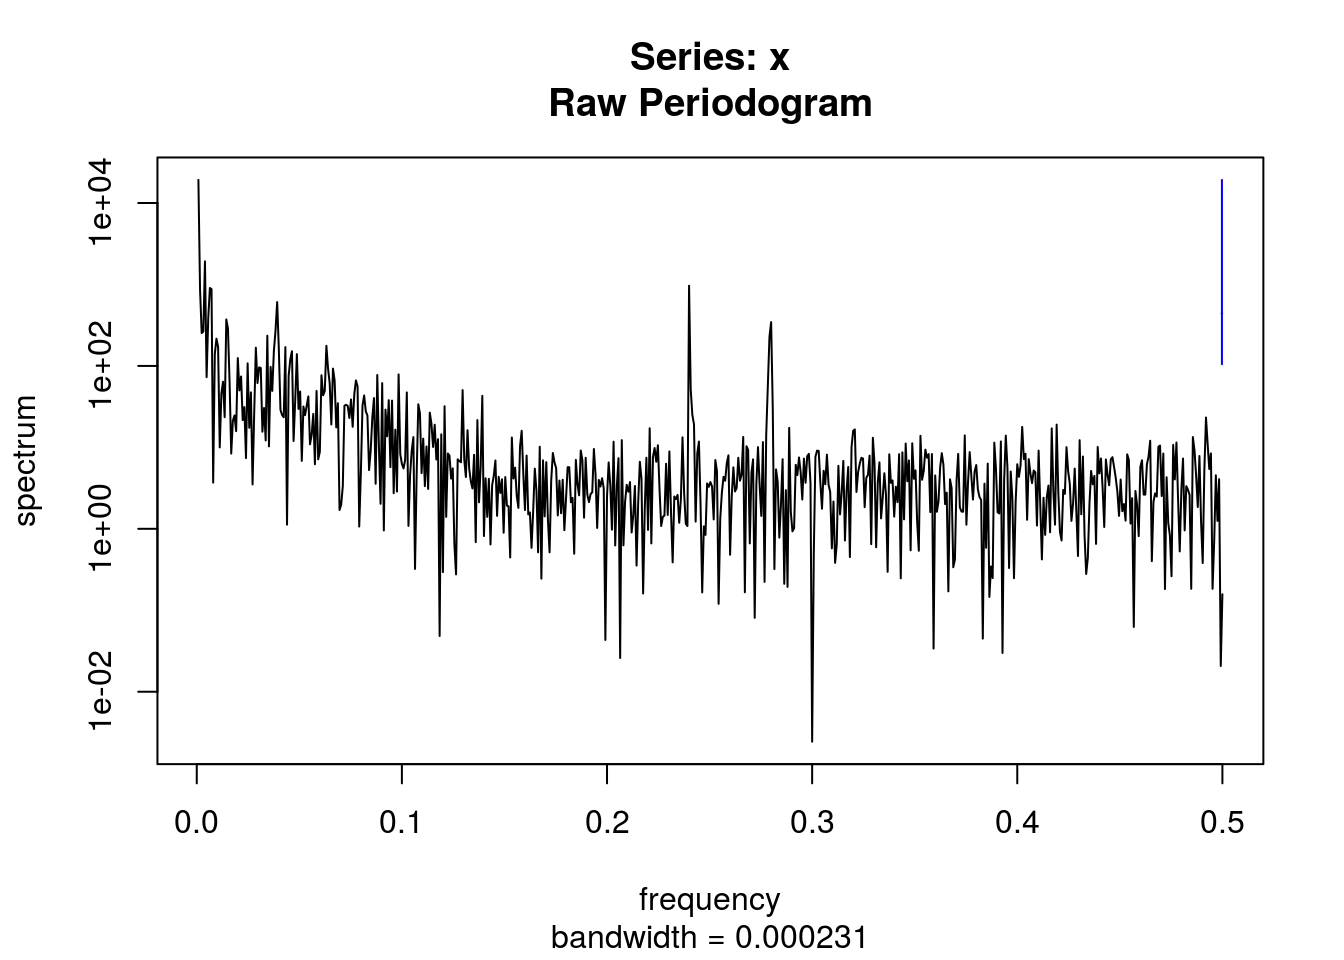 Series: x
Raw Periodogram
spectrum
1e+04
1e+02
1e+00
1e-02
0.0 0.1 0.2 0.3 0.4 0.5
frequency
bandwidth = 0.000231